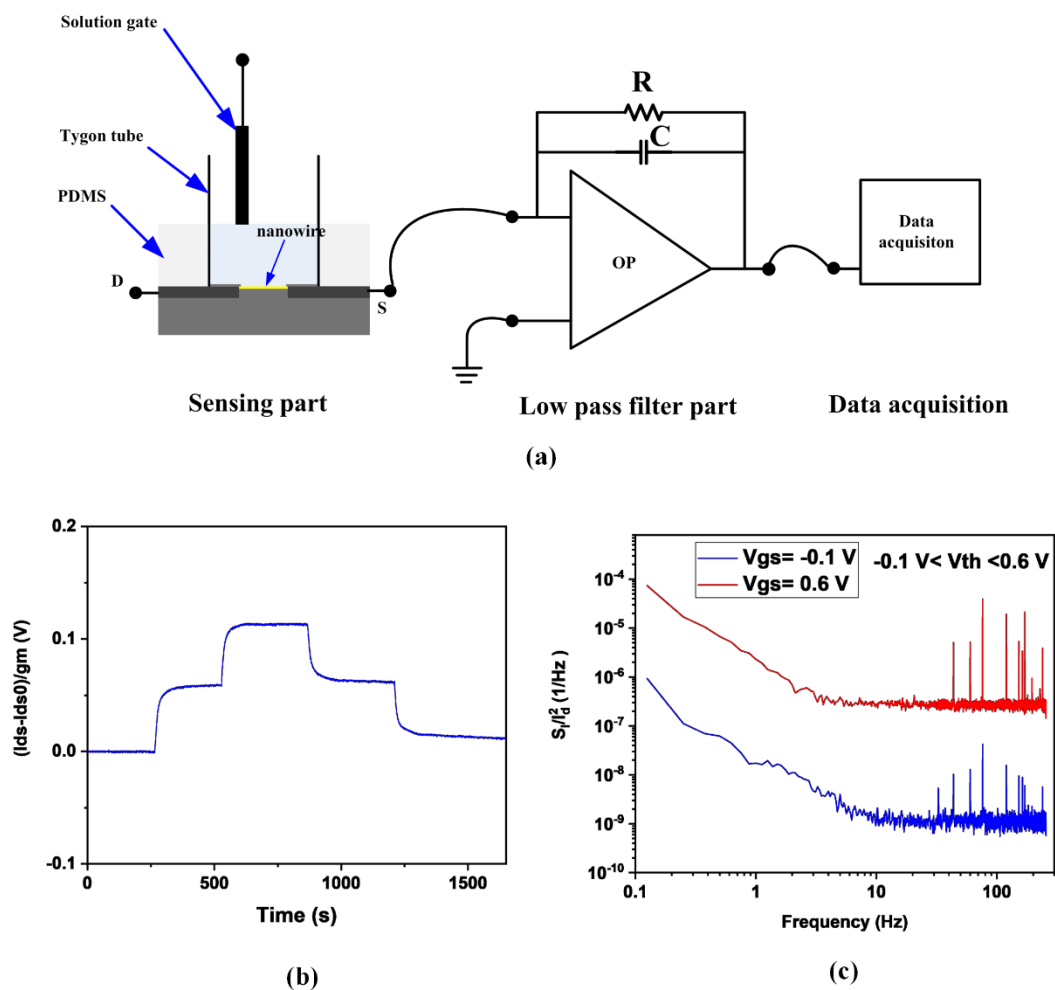 Solution gate
Tygon tube
PDMS
nanowire
D
S
R
C
OP
Data
acquisiton
Sensing part
Low pass filter part
Data acquisition
(a)
0.2
0.1
0.0
-0.1
0
500
1000
1500
(Ids-Ids0)/gm (V)
Time (s)
(b)
Vgs= -0.1 V
Vgs= 0.6 V
-0.1 V< Vth <0.6 V
10⁻⁴
10⁻⁵
10⁻⁶
10⁻⁷
10⁻⁸
10⁻⁹
10⁻¹⁰
0.1
1
10
100
S_I/I_d² (1/Hz)
Frequency (Hz)
(c)